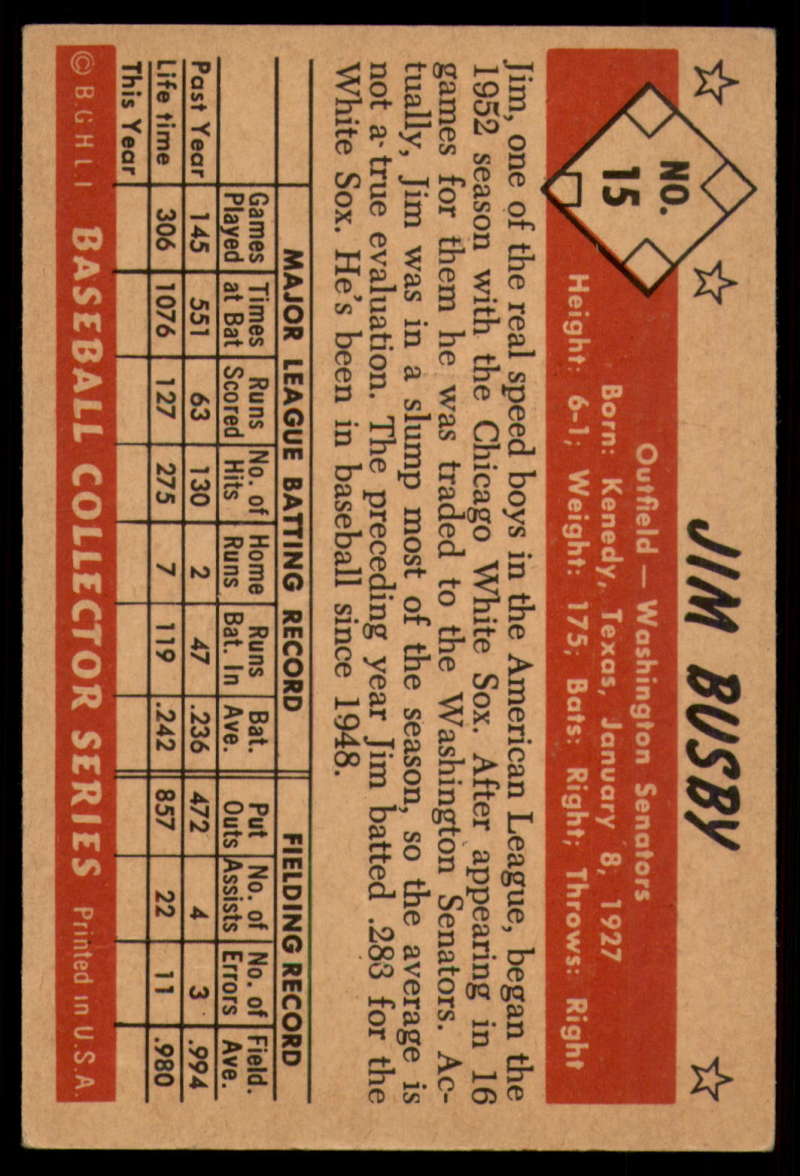 JIM BUSBY
NO.
15
Outfield — Washington Senators
Born: Kenedy, Texas, January 8, 1927
Height: 6-1; Weight: 175; Bats: Right; Throws: Right
Jim, one of the real speed boys in the American League, began the
1952 season with the Chicago White Sox. After appearing in 16
games for them he was traded to the Washington Senators. Ac-
tually, Jim was in a slump most of the season, so the average is
not a true evaluation. The preceding year Jim batted .283 for the
White Sox. He's been in baseball since 1948.
MAJOR LEAGUE BATTING RECORD FIELDING RECORD
Games Times Runs No. of Home Runs Bat. Put No. of No. of Field.
Played at Bat Scored Hits Runs Bat. In Ave. Outs Assists Errors Ave.
Past Year 145 551 63 130 2 47 .236 472 4 3 .994
Life time 306 1076 127 275 7 119 .242 857 22 11 .980
This Year
© B.G.H.L.I BASEBALL COLLECTOR SERIES Printed in U.S.A.